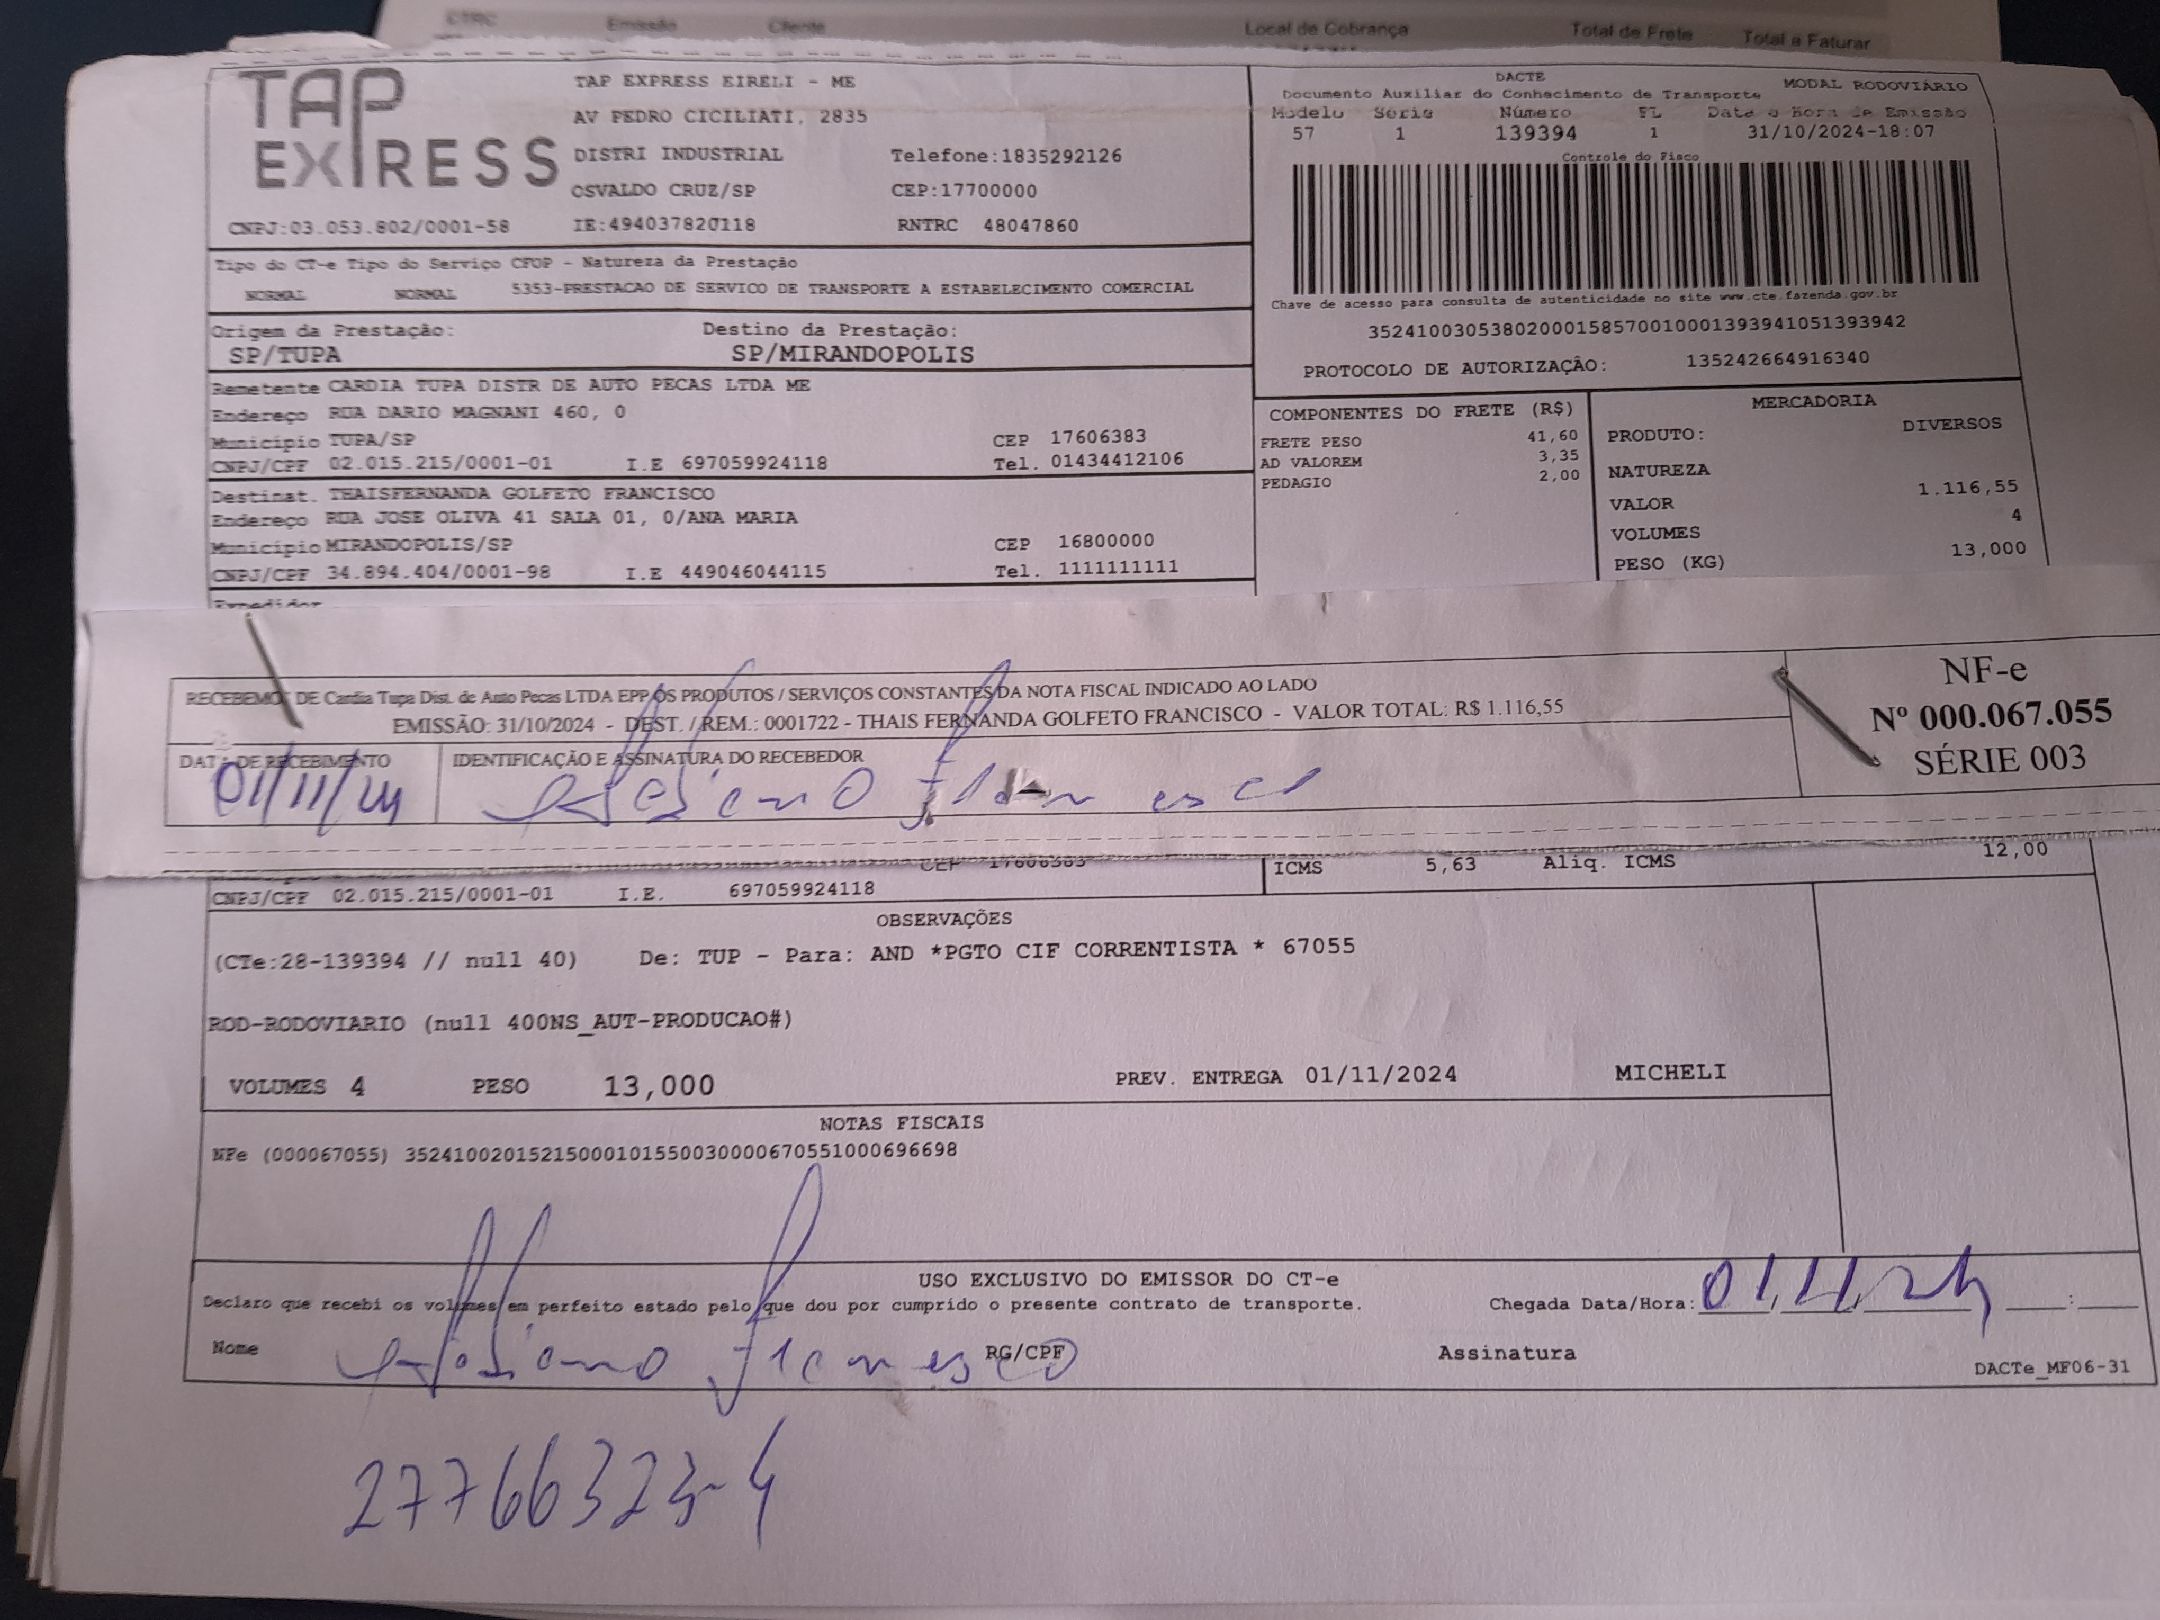 CTRC Emissão Cliente Local de Cobrança Total de Frete Total a Faturar
TAP EXPRESS
TAP EXPRESS EIRELI - ME
AV PEDRO CICILIATI, 2835
DISTRI INDUSTRIAL Telefone:1835292126
OSVALDO CRUZ/SP CEP:17700000
CNPJ:03.053.802/0001-58 IE:494037820118 RNTRC 48047860
DACTE MODAL RODOVIÁRIO
Documento Auxiliar do Conhecimento de Transporte
Modelo Série Número FL Data e Hora de Emissão
57 1 139394 1 31/10/2024-18:07
Controle do Fisco
Chave de acesso para consulta de autenticidade no site www.cte.fazenda.gov.br
35241003053802000158570010001393941051393942
PROTOCOLO DE AUTORIZAÇÃO: 135242664916340
Tipo do CT-e Tipo do Serviço CFOP - Natureza da Prestação
NORMAL NORMAL 5353-PRESTACAO DE SERVICO DE TRANSPORTE A ESTABELECIMENTO COMERCIAL
Origem da Prestação: Destino da Prestação:
SP/TUPA SP/MIRANDOPOLIS
Remetente CARDIA TUPA DISTR DE AUTO PECAS LTDA ME
Endereço RUA DARIO MAGNANI 460, 0
Município TUPA/SP CEP 17606383
CNPJ/CPF 02.015.215/0001-01 I.E 697059924118 Tel. 01434412106
Destinat. THAISFERNANDA GOLFETO FRANCISCO
Endereço RUA JOSE OLIVA 41 SALA 01, 0/ANA MARIA
Município MIRANDOPOLIS/SP CEP 16800000
CNPJ/CPF 34.894.404/0001-98 I.E 449046044115 Tel. 1111111111
Expedidor
COMPONENTES DO FRETE (R$)
FRETE PESO 41,60
AD VALOREM 3,35
PEDAGIO 2,00
MERCADORIA
PRODUTO: DIVERSOS
NATUREZA
VALOR 1.116,55
VOLUMES 4
PESO (KG) 13,000
RECEBEMOS DE Cardia Tupa Dist. de Auto Pecas LTDA EPP OS PRODUTOS / SERVIÇOS CONSTANTES DA NOTA FISCAL INDICADO AO LADO
EMISSÃO: 31/10/2024 - DEST. / REM.: 0001722 - THAIS FERNANDA GOLFETO FRANCISCO - VALOR TOTAL: R$ 1.116,55
DATA DE RECEBIMENTO IDENTIFICAÇÃO E ASSINATURA DO RECEBEDOR
01/11/24
NF-e
Nº 000.067.055
SÉRIE 003
CEP 17606383 ICMS 5,63 Aliq. ICMS 12,00
CNPJ/CPF 02.015.215/0001-01 I.E. 697059924118
OBSERVAÇÕES
(CTe:28-139394 // null 40) De: TUP - Para: AND *PGTO CIF CORRENTISTA * 67055
ROD-RODOVIARIO (null 400NS_AUT-PRODUCAO#)
VOLUMES 4 PESO 13,000 PREV. ENTREGA 01/11/2024 MICHELI
NOTAS FISCAIS
NFe (000067055) 35241002015215000101550030000670551000696698
USO EXCLUSIVO DO EMISSOR DO CT-e
Declaro que recebi os volumes em perfeito estado pelo que dou por cumprido o presente contrato de transporte. Chegada Data/Hora: 01/11/24 :
Nome RG/CPF Assinatura
DACTe_MF06-31
27766323-4